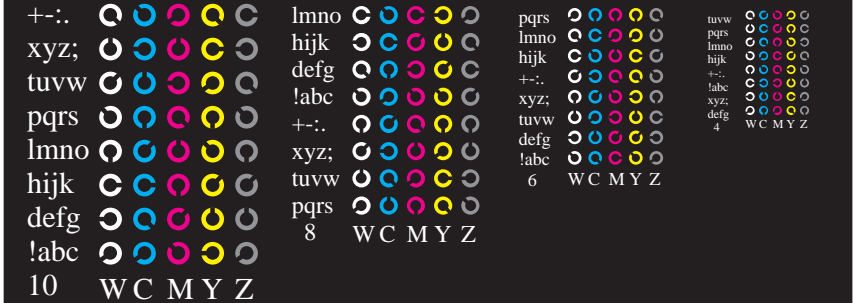 +-:.
xyz;
tuvw
pqrs
lmno
hijk
defg
!abc
10 W C M Y Z
lmno
hijk
defg
!abc
+-:.
xyz;
tuvw
pqrs
8 W C M Y Z
pqrs
lmno
hijk
+-:.
xyz;
tuvw
defg
!abc
6 W C M Y Z
tuvw
pqrs
lmno
hijk
+-:.
!abc
xyz;
defg
4 W C M Y Z